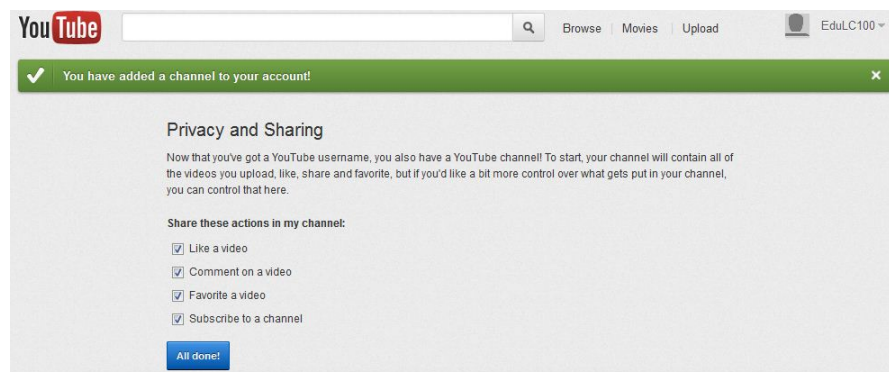 YouTube
Browse Movies Upload EduLC100
You have added a channel to your account!
Privacy and Sharing
Now that you've got a YouTube username, you also have a YouTube channel! To start, your channel will contain all of
the videos you upload, like, share and favorite, but if you'd like a bit more control over what gets put in your channel,
you can control that here.
Share these actions in my channel:
Like a video
Comment on a video
Favorite a video
Subscribe to a channel
All done!